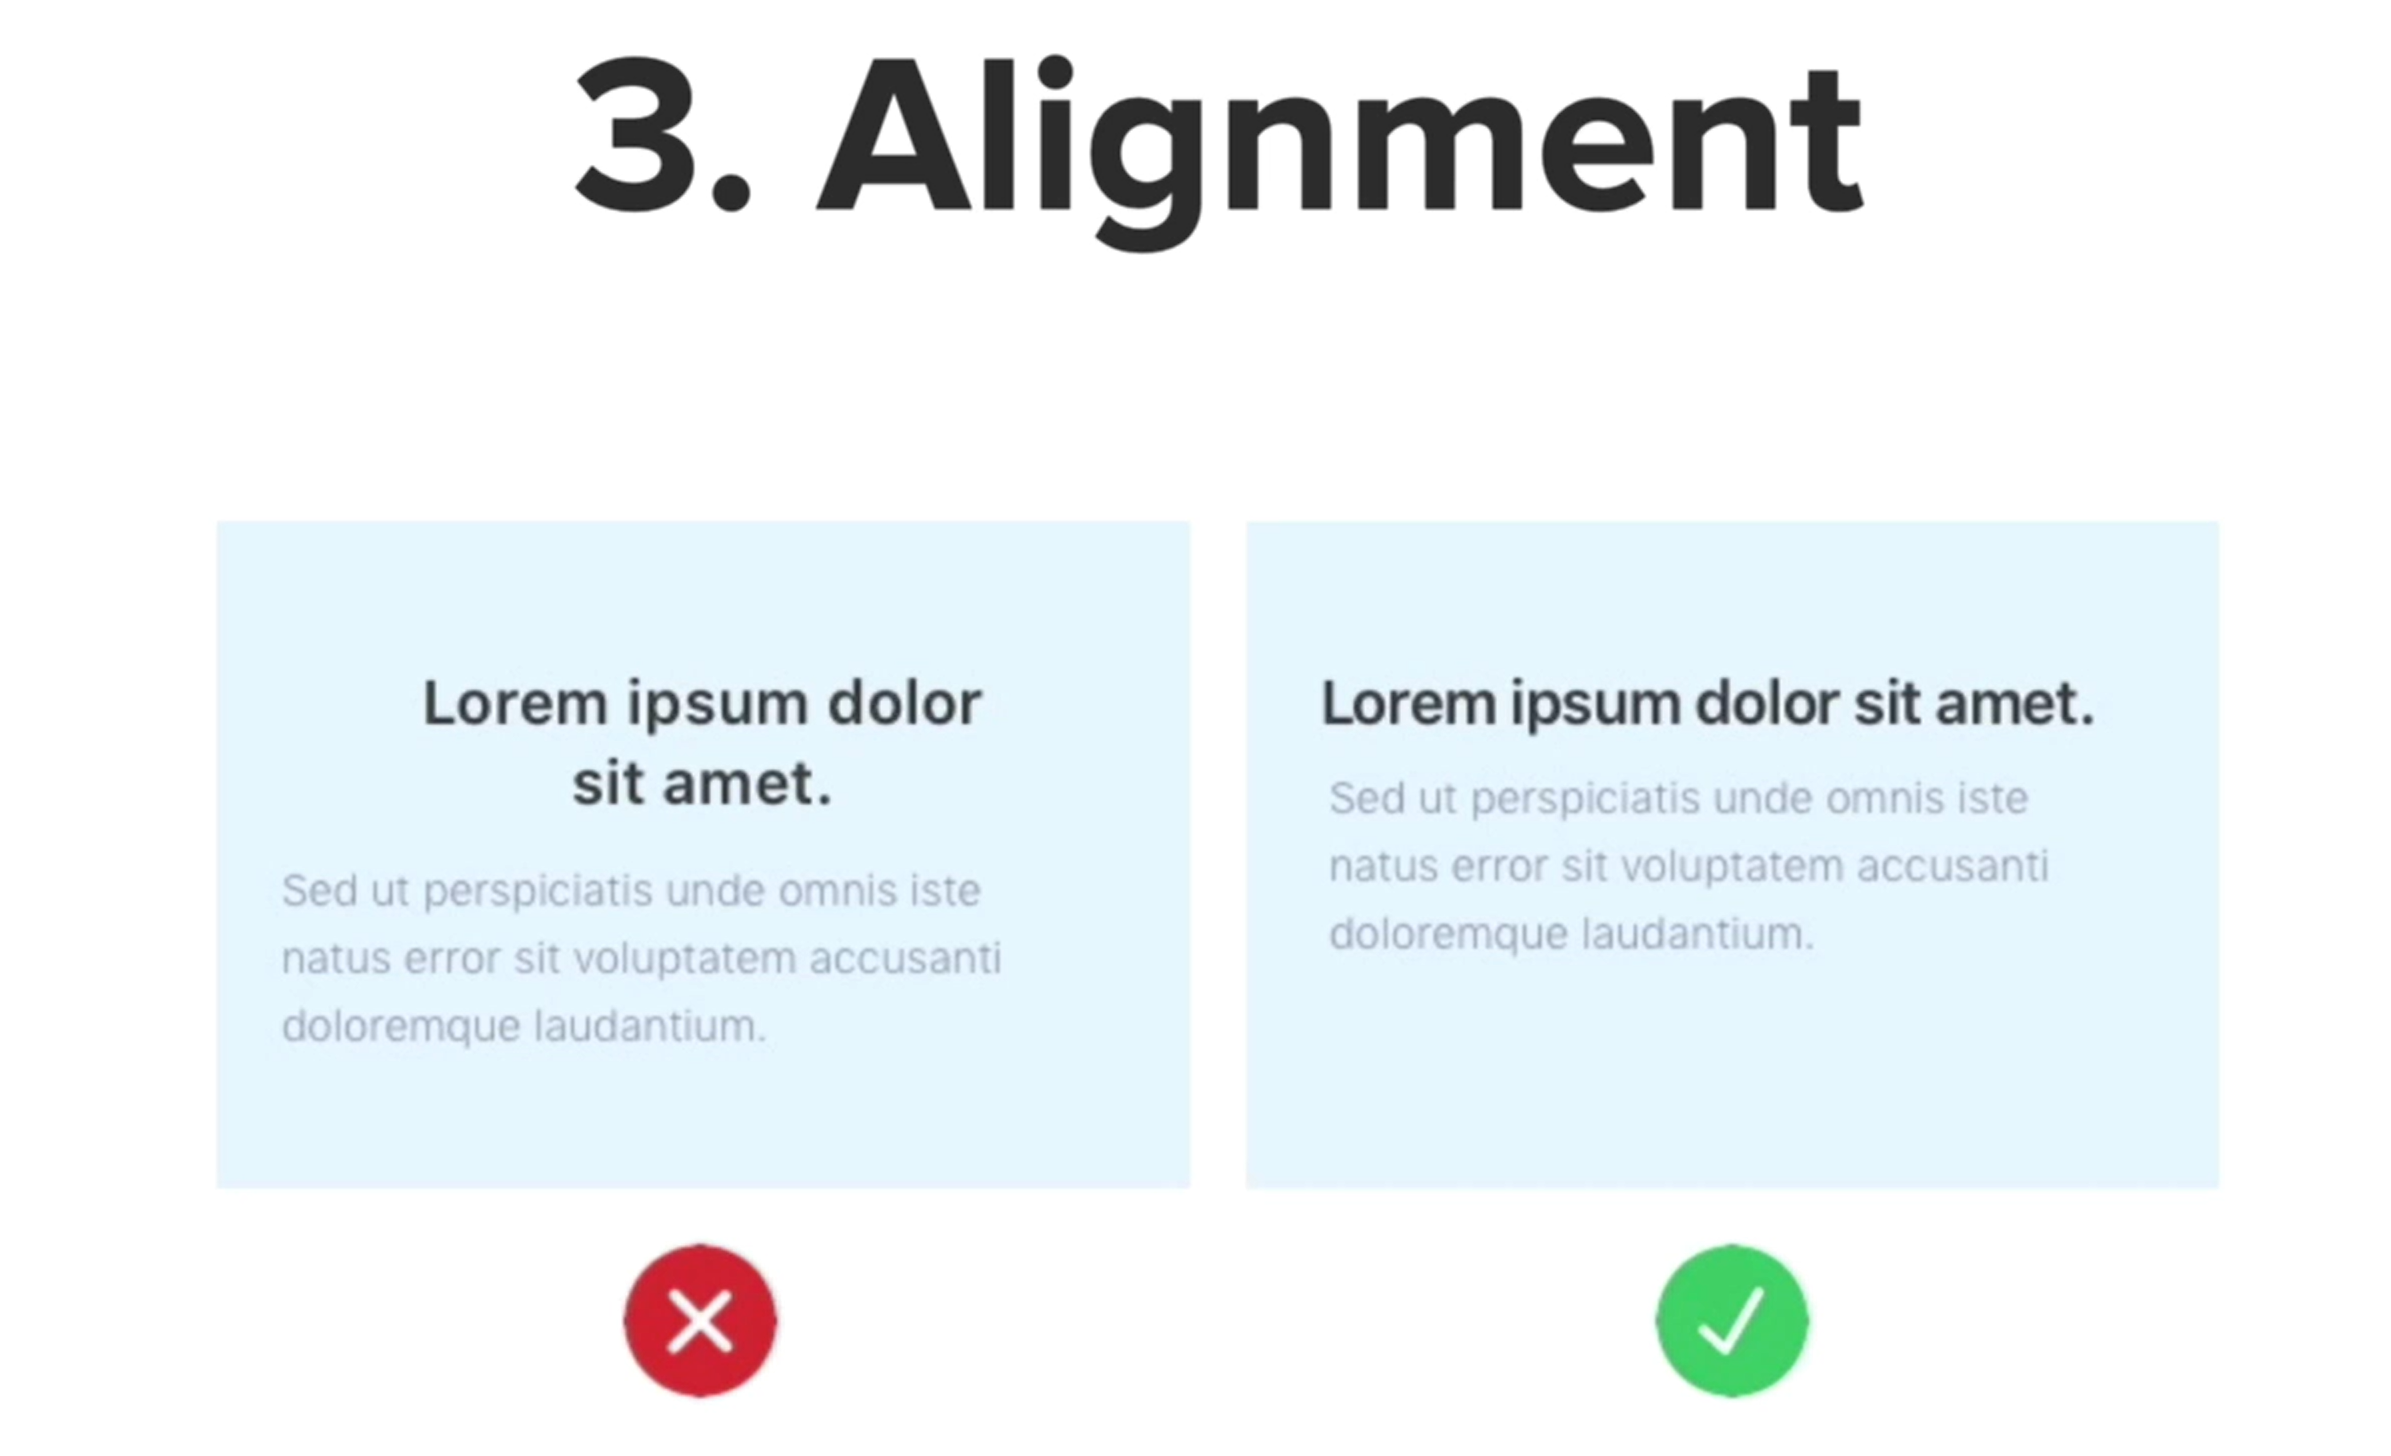 3. Alignment
Lorem ipsum dolor
sit amet.
Sed ut perspiciatis unde omnis iste
natus error sit voluptatem accusanti
doloremque laudantium.
Lorem ipsum dolor sit amet.
Sed ut perspiciatis unde omnis iste
natus error sit voluptatem accusanti
doloremque laudantium.